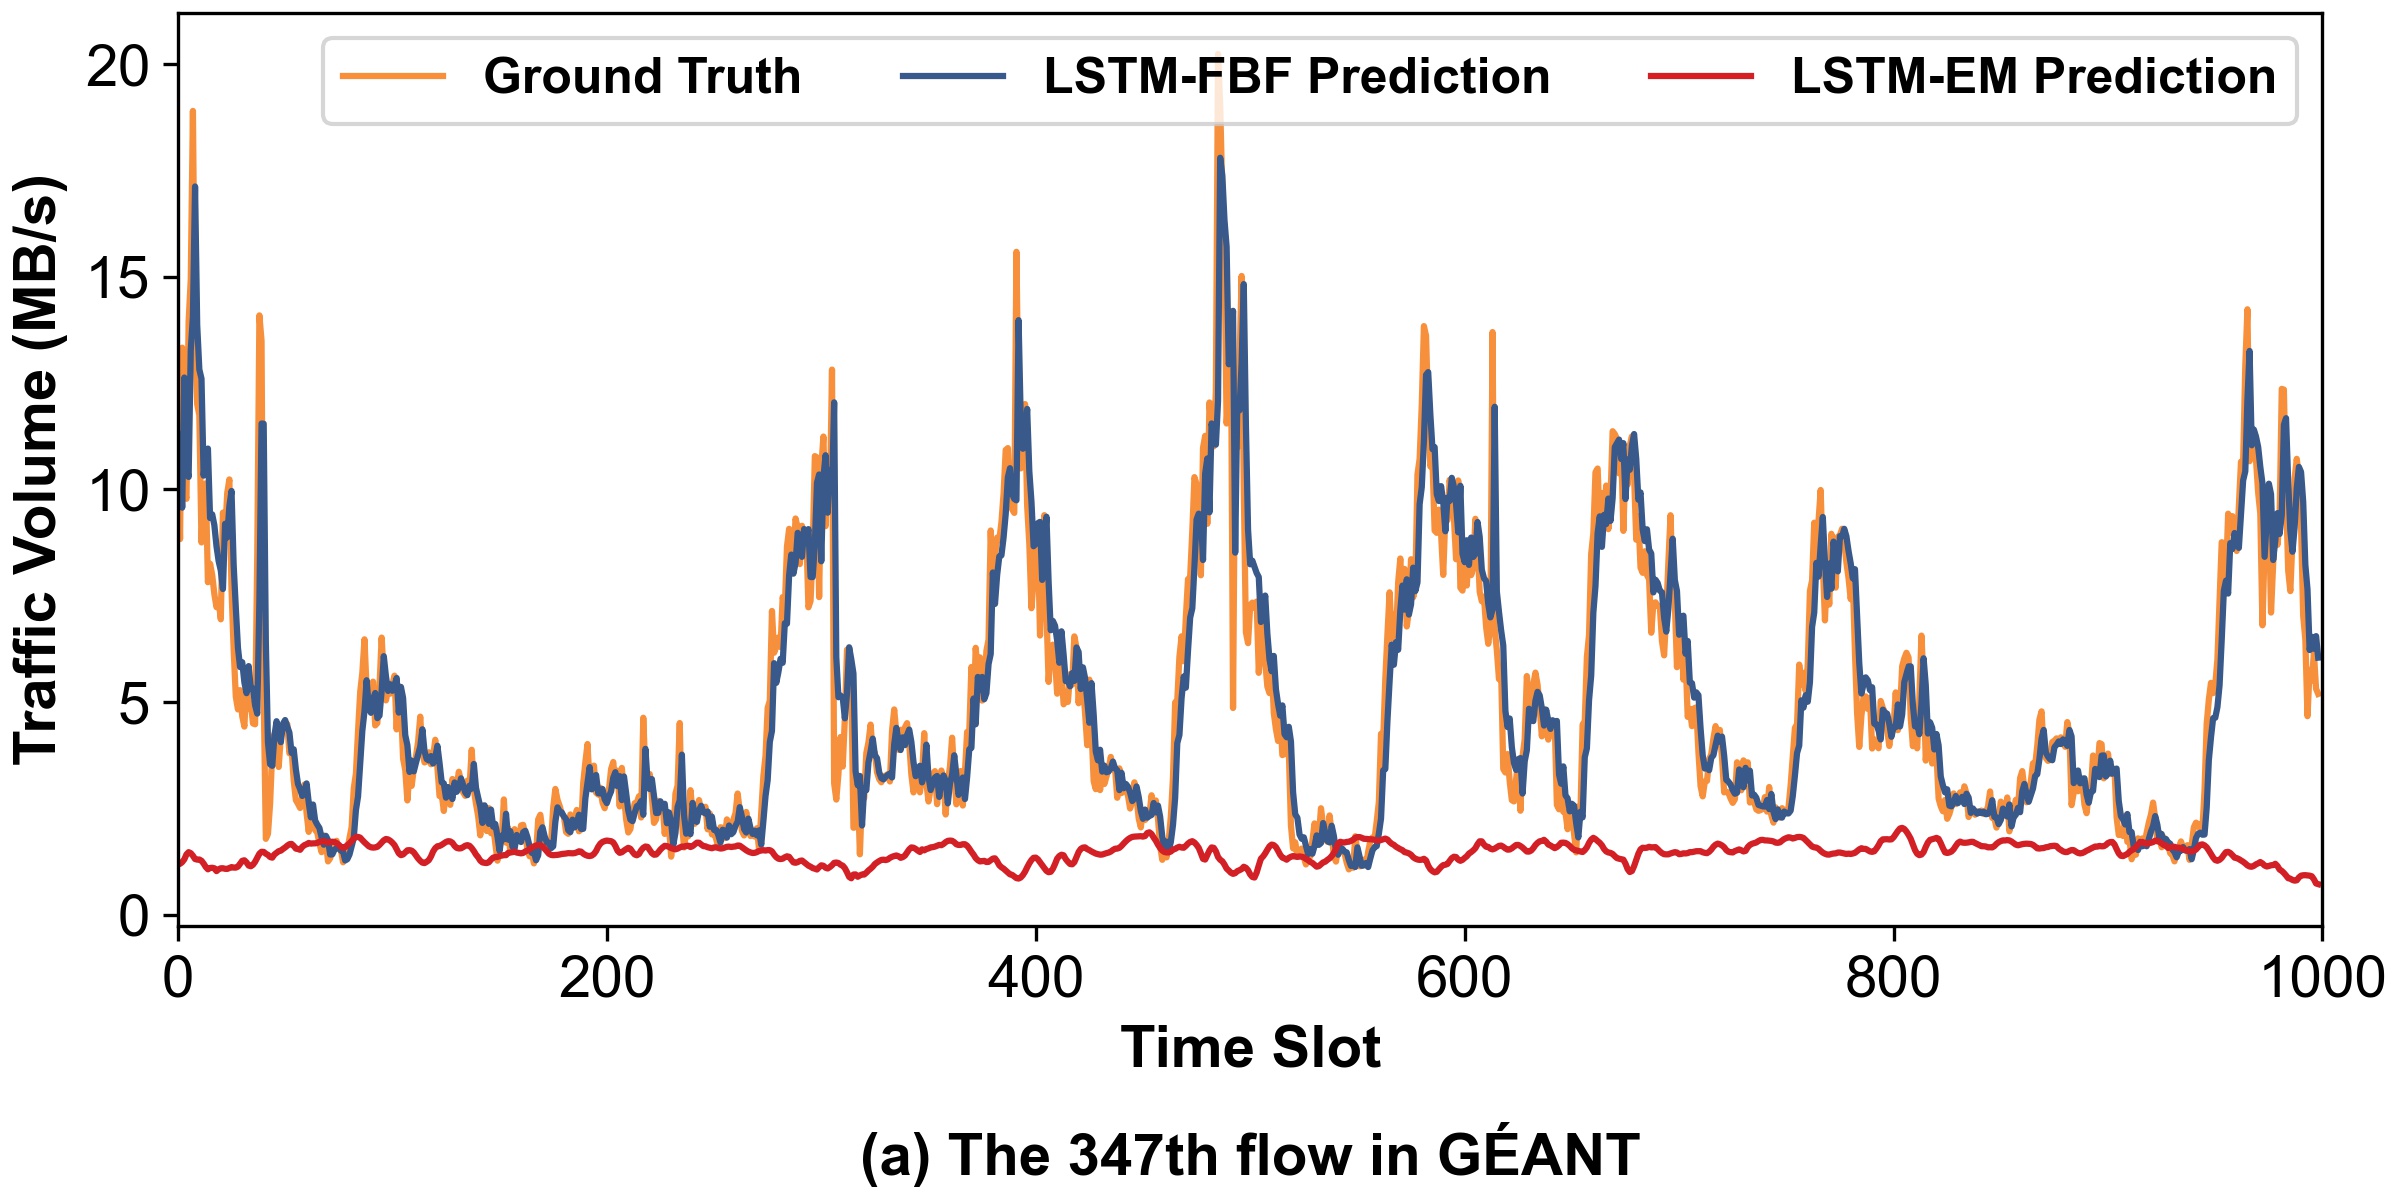 Ground Truth LSTM-FBF Prediction LSTM-EM Prediction
Traffic Volume (MB/s)
20
15
10
5
0
0 200 400 600 800 1000
Time Slot
(a) The 347th flow in GÉANT